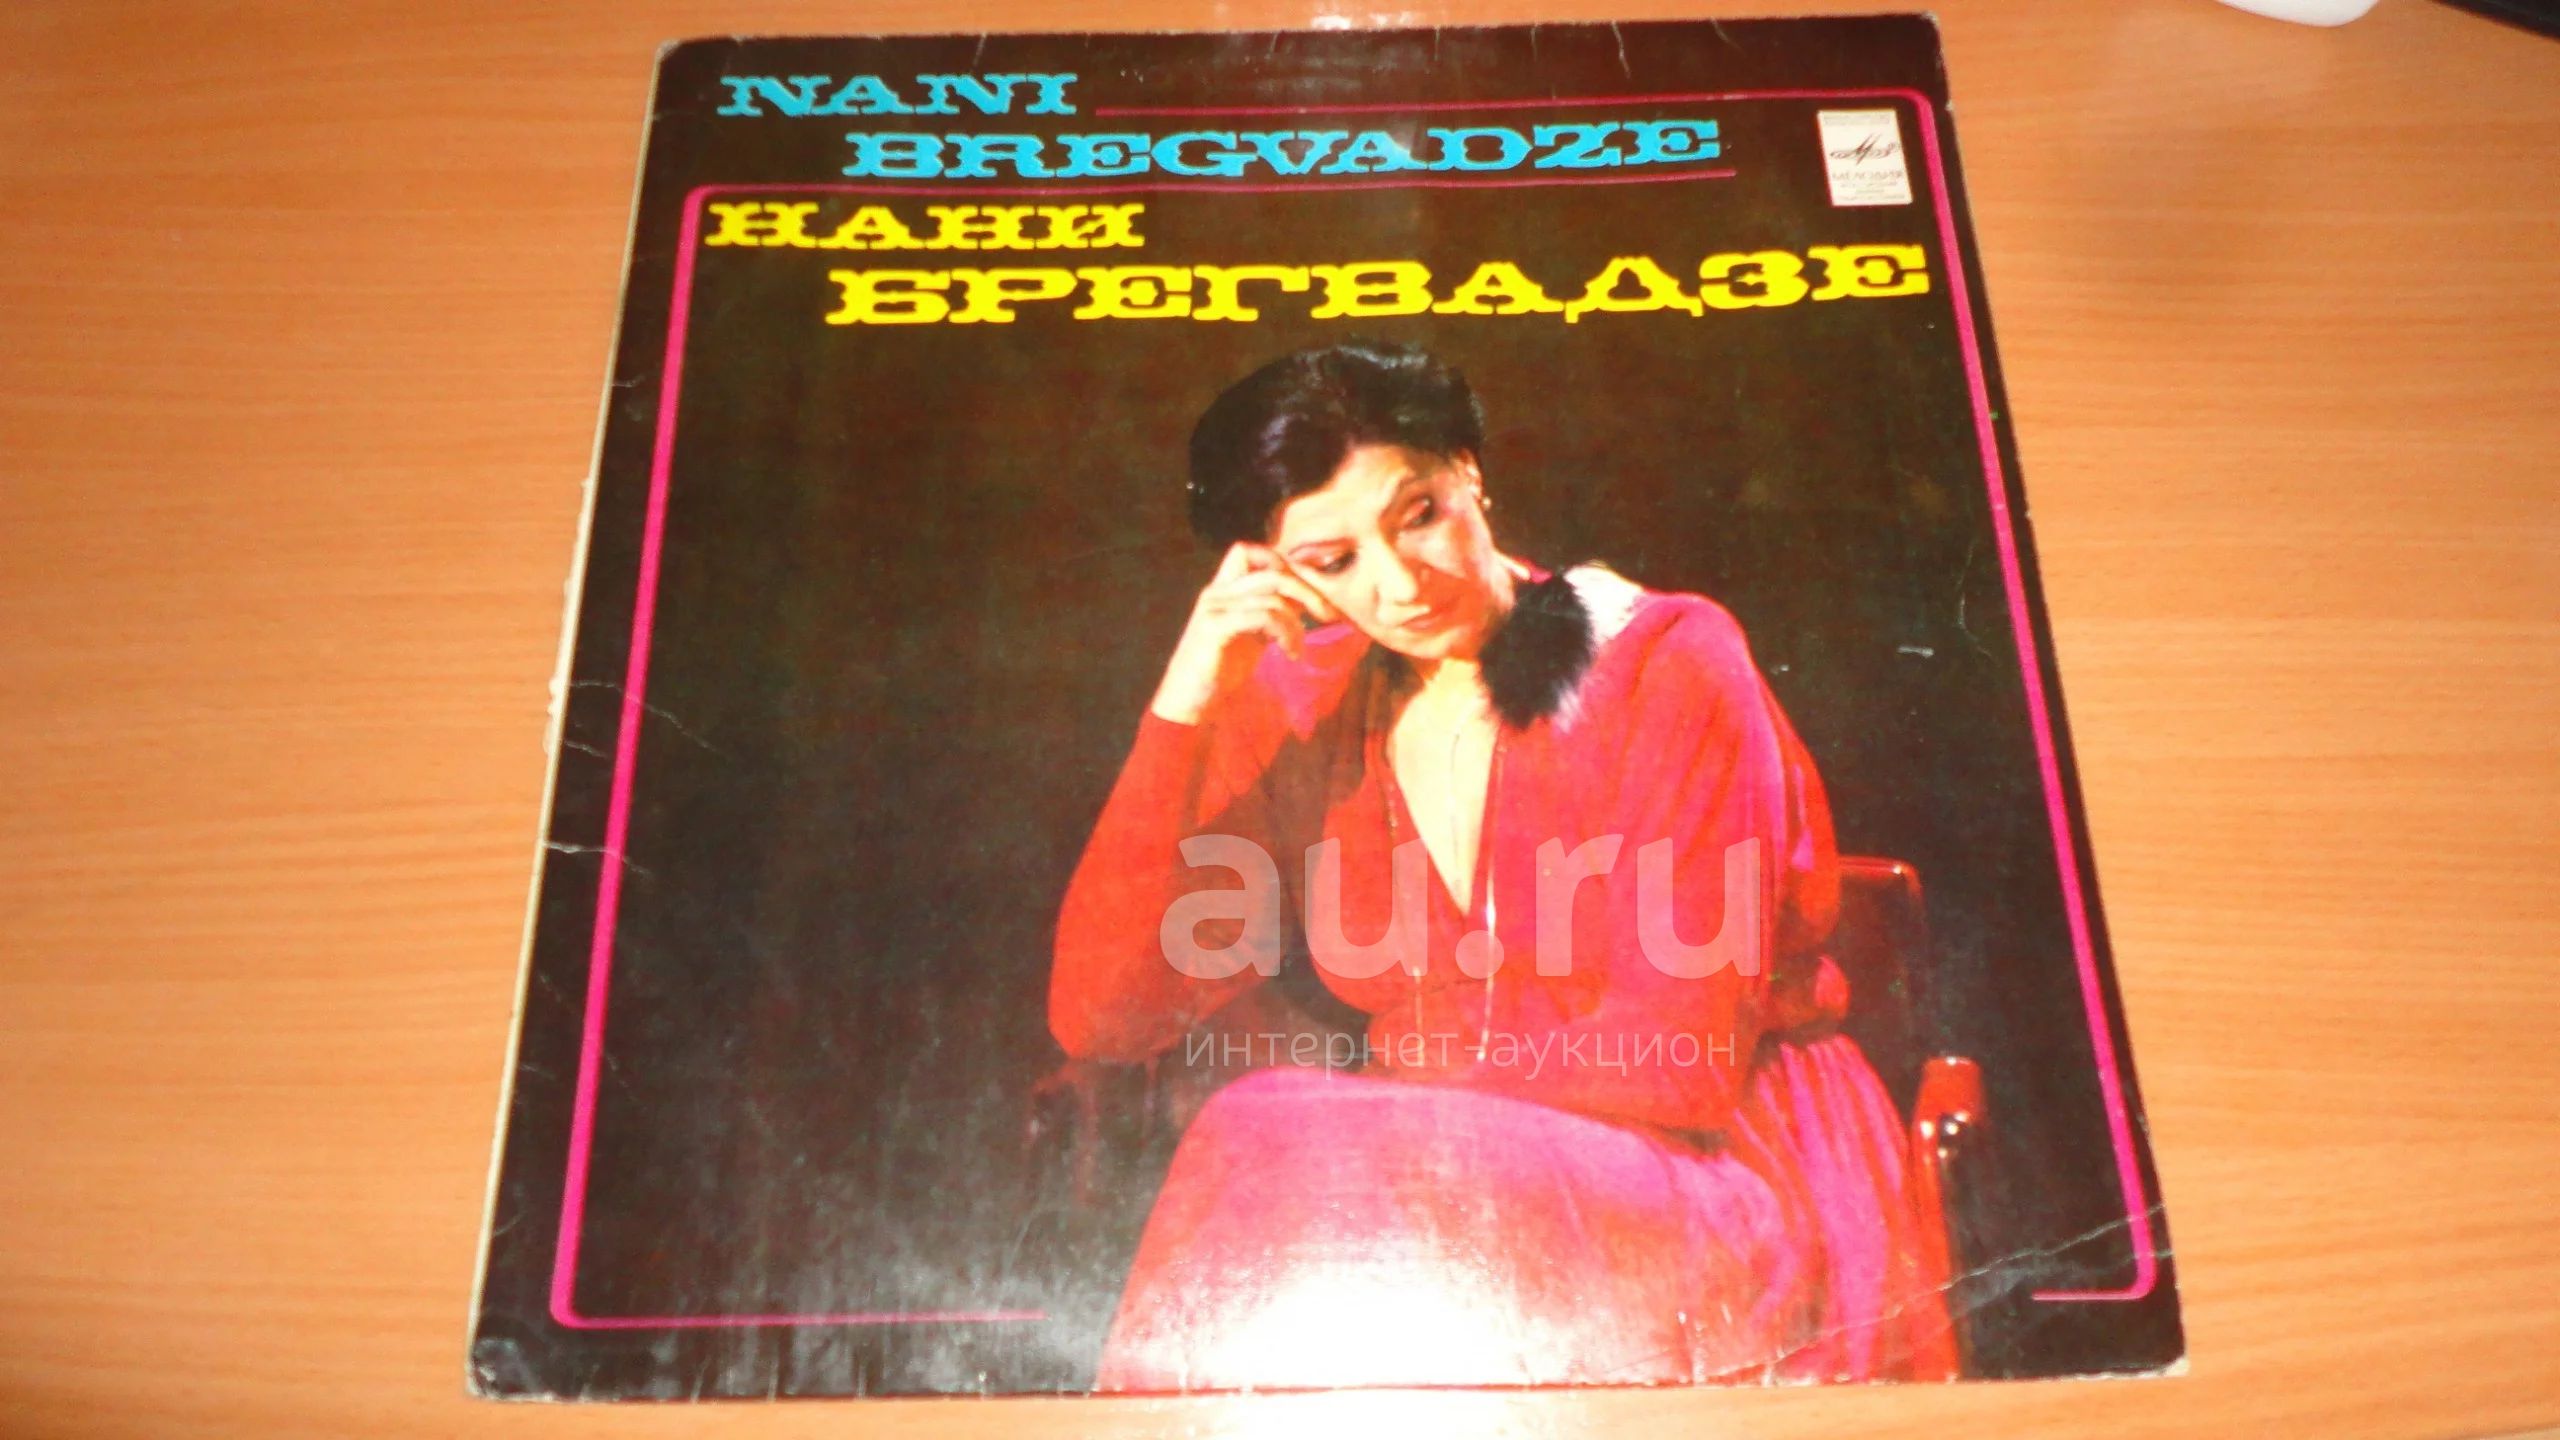 NANI
BREGVADZE
НАНИ
БРЕГВАДЗЕ
МЕЛОДИЯ
au.ru
интернет-аукцион